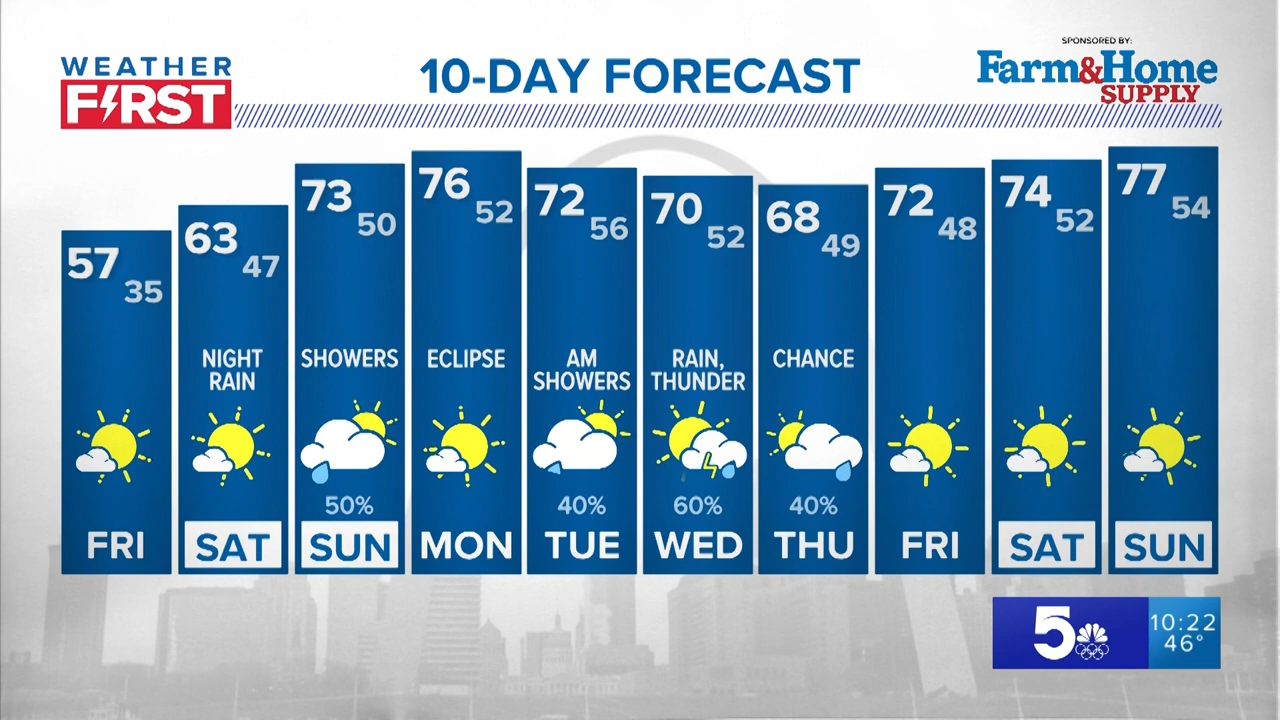 WEATHER
FIRST
10-DAY FORECAST
SPONSORED BY:
Farm&Home
SUPPLY
57
35
FRI
63
47
NIGHT
RAIN
SAT
73
50
SHOWERS
50%
SUN
76
52
ECLIPSE
MON
72
56
AM
SHOWERS
40%
TUE
70
52
RAIN,
THUNDER
60%
WED
68
49
CHANCE
40%
THU
72
48
FRI
74
52
SAT
77
54
SUN
5
10:22
46°